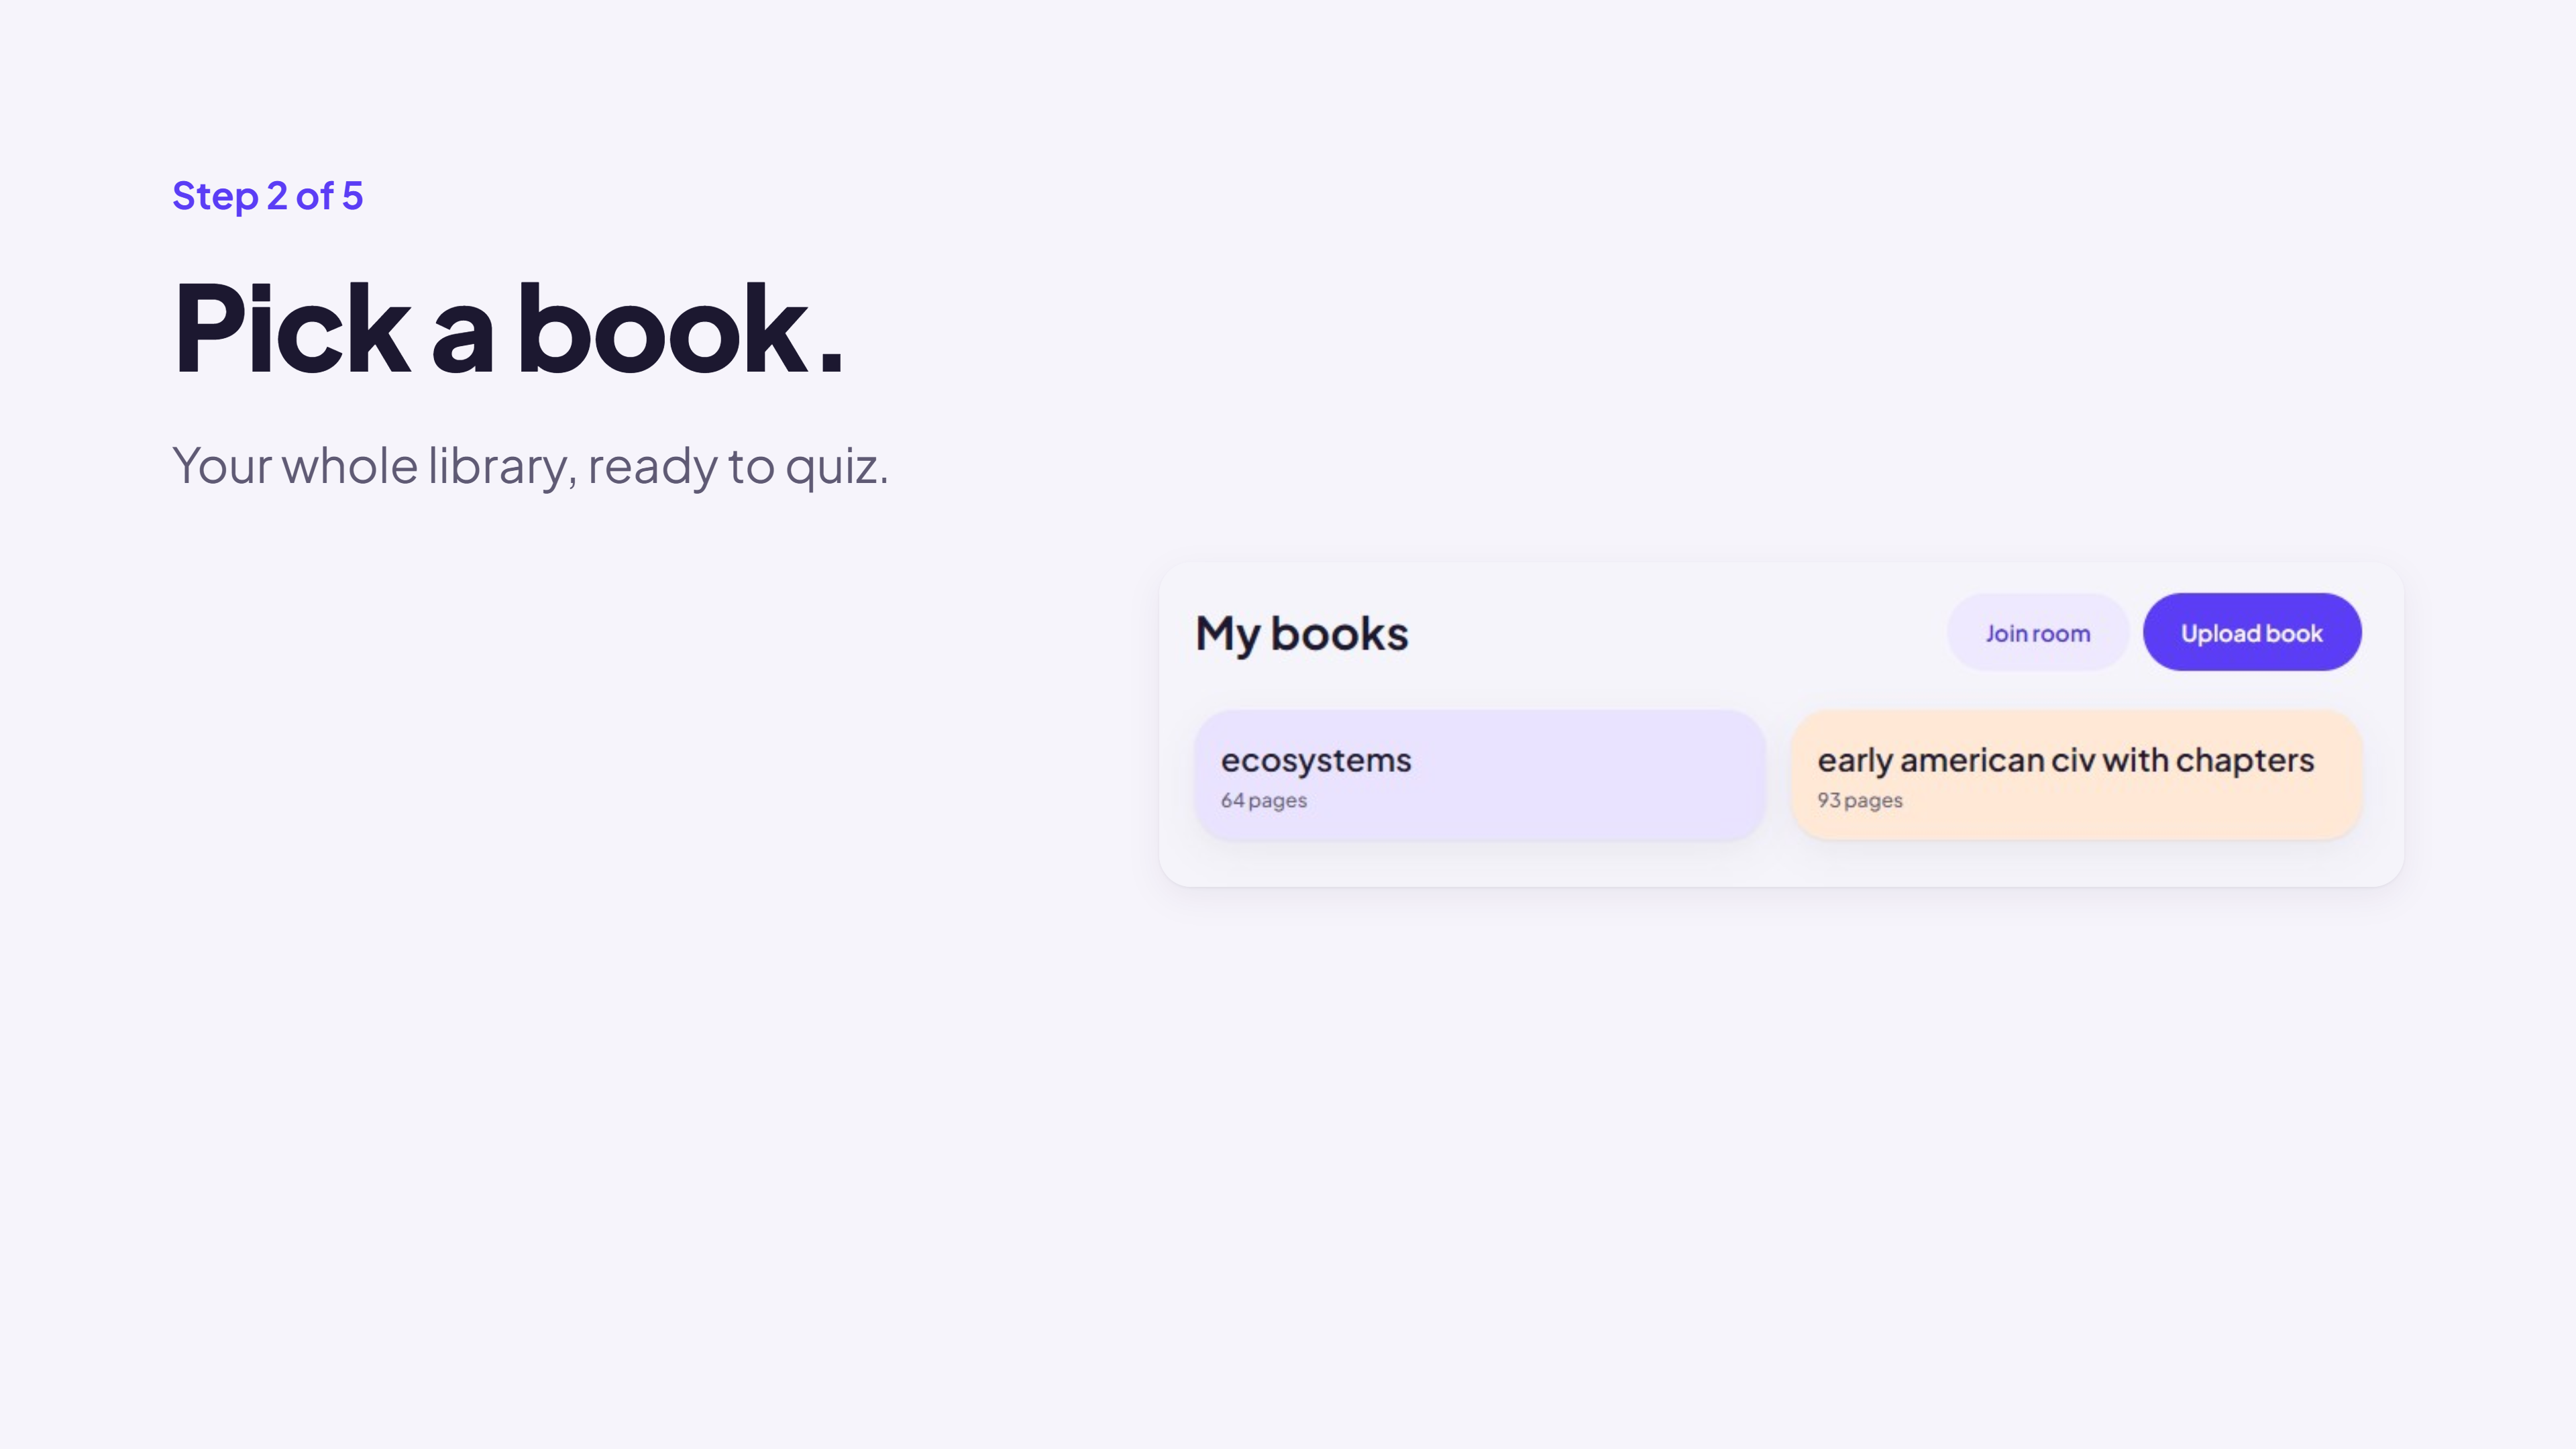 Step 2 of 5
Pick a book.
Your whole library, ready to quiz.
My books
Join room
Upload book
ecosystems
64 pages
early american civ with chapters
93 pages